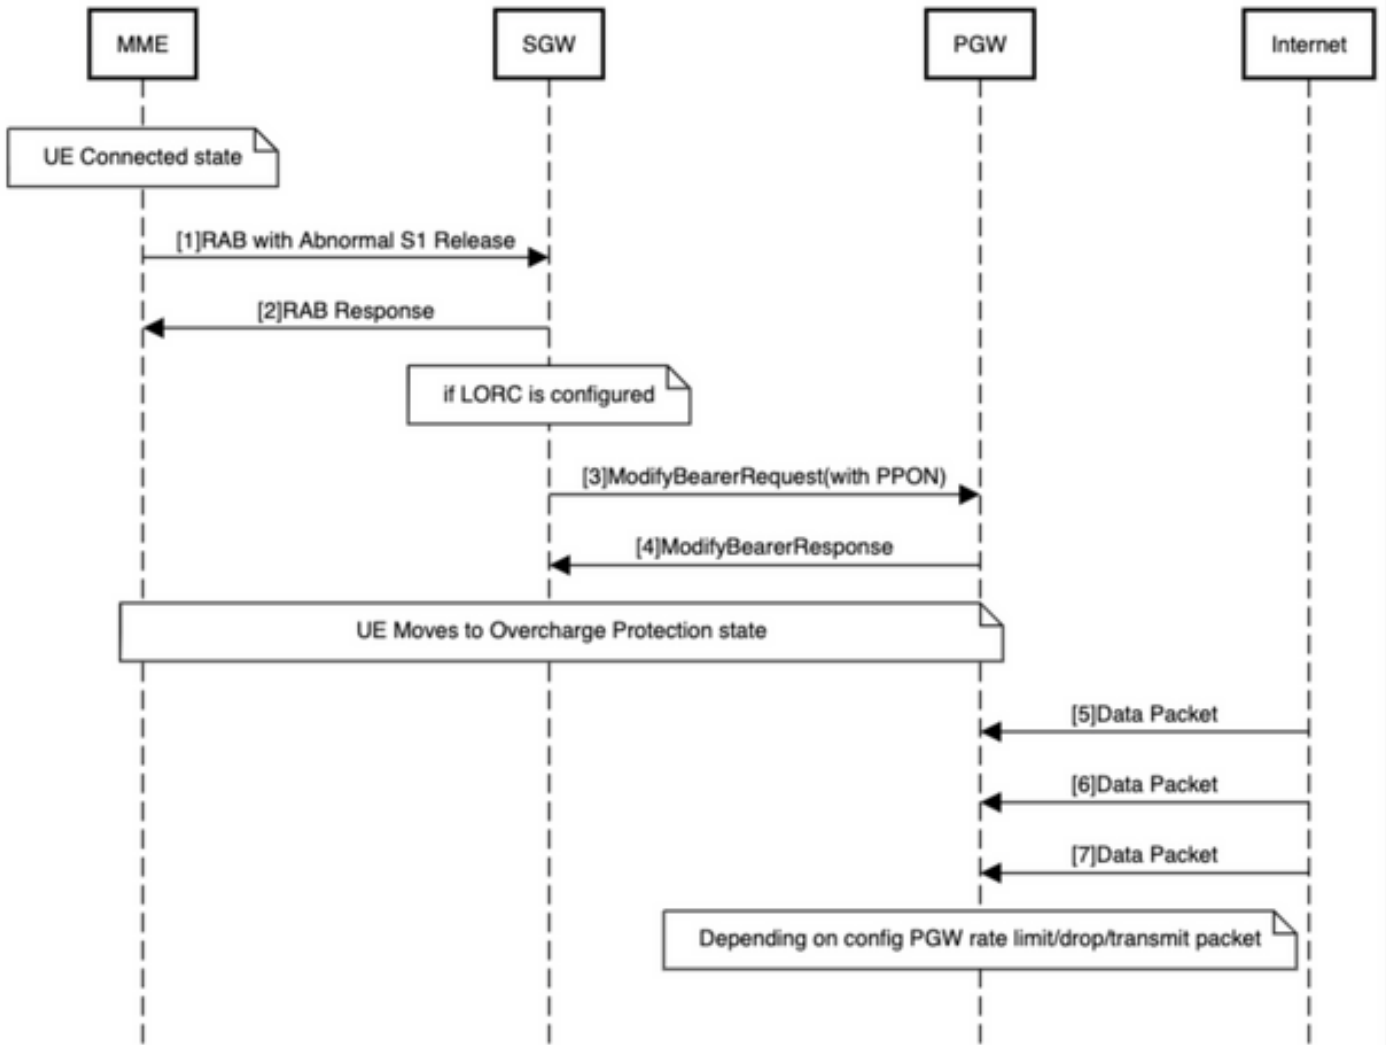 MME
SGW
PGW
Internet
UE Connected state
[1]RAB with Abnormal S1 Release
[2]RAB Response
if LORC is configured
[3]ModifyBearerRequest(with PPON)
[4]ModifyBearerResponse
UE Moves to Overcharge Protection state
[5]Data Packet
[6]Data Packet
[7]Data Packet
Depending on config PGW rate limit/drop/transmit packet